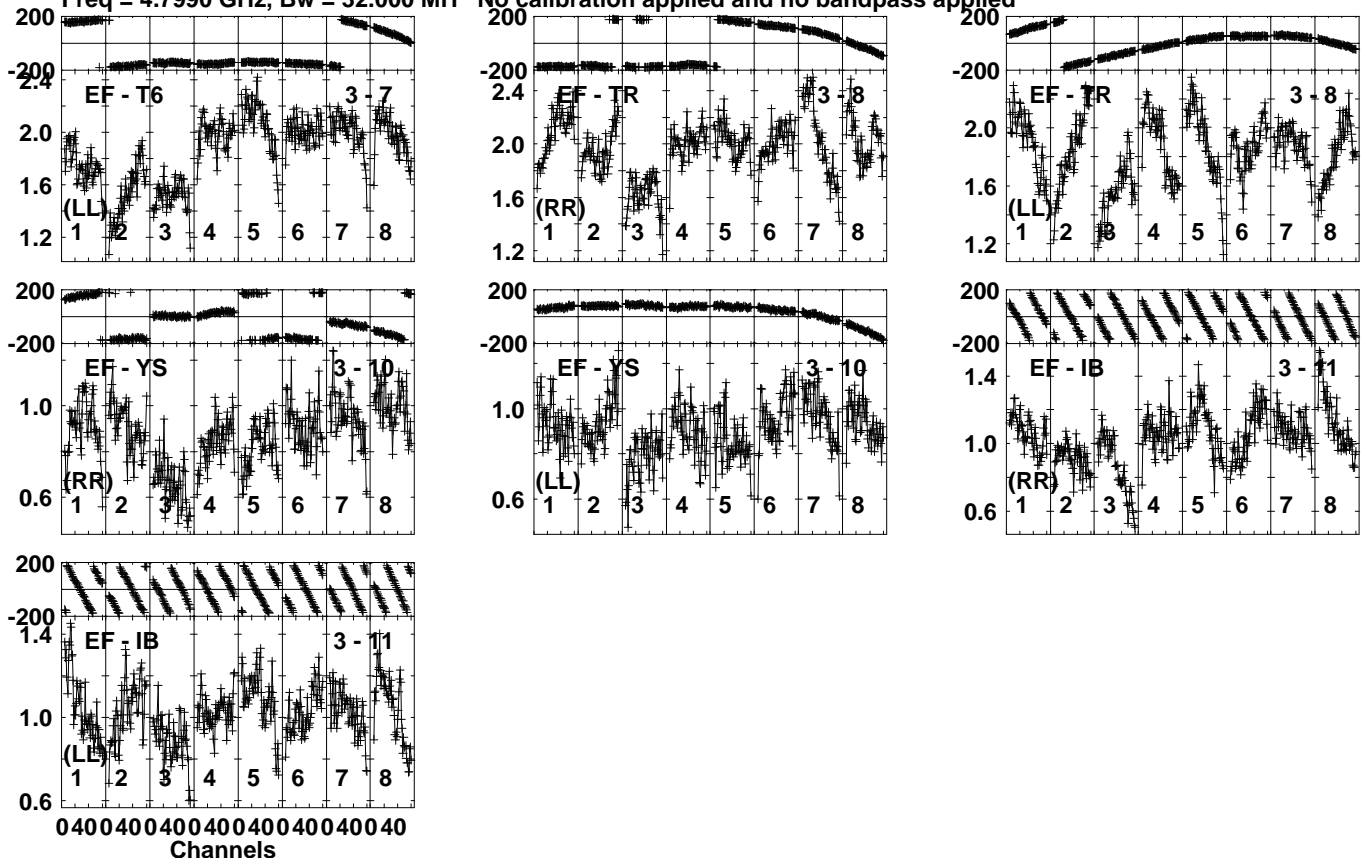 Freq = 4.7990 GHz, Bw = 32.000 MH No calibration applied and no bandpass applied
200
-200
2.4
2.0
1.6
1.2
EF - T6 3 - 7
(LL)
1 2 3 4 5 6 7 8
200
-200
2.4
2.0
1.6
1.2
EF - TR 3 - 8
(RR)
1 2 3 4 5 6 7 8
200
-200
2.0
1.6
1.2
EF - TR 3 - 8
(LL)
1 2 3 4 5 6 7 8
200
-200
1.0
0.6
EF - YS 3 - 10
(RR)
1 2 3 4 5 6 7 8
200
-200
1.0
0.6
EF - YS 3 - 10
(LL)
1 2 3 4 5 6 7 8
200
-200
1.4
1.0
0.6
EF - IB 3 - 11
(RR)
1 2 3 4 5 6 7 8
200
-200
1.4
1.0
0.6
EF - IB 3 - 11
(LL)
1 2 3 4 5 6 7 8
0 40 0 40 0 40 0 40 0 40 0 40 0 40 0 40
Channels